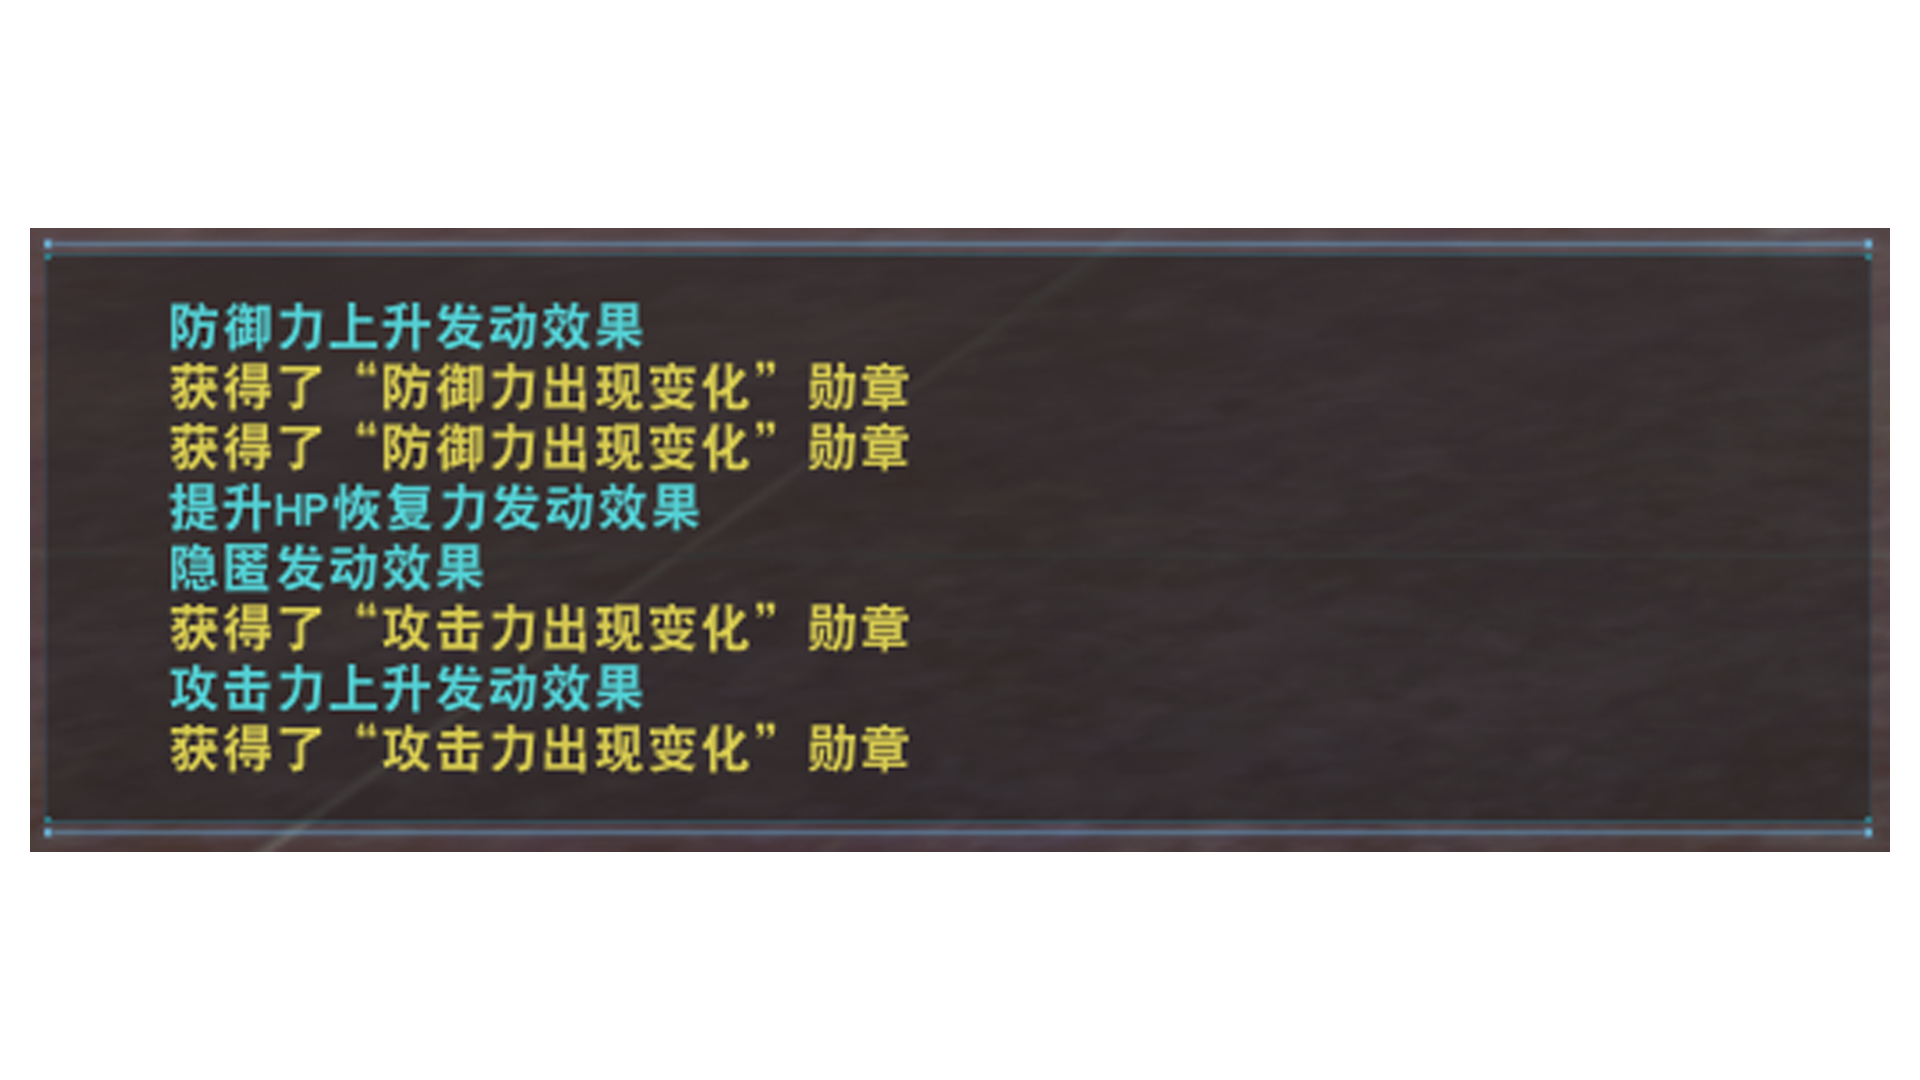 防御力上升发动效果
获得了“防御力出现变化”勋章
获得了“防御力出现变化”勋章
提升HP恢复力发动效果
隐匿发动效果
获得了“攻击力出现变化”勋章
攻击力上升发动效果
获得了“攻击力出现变化”勋章